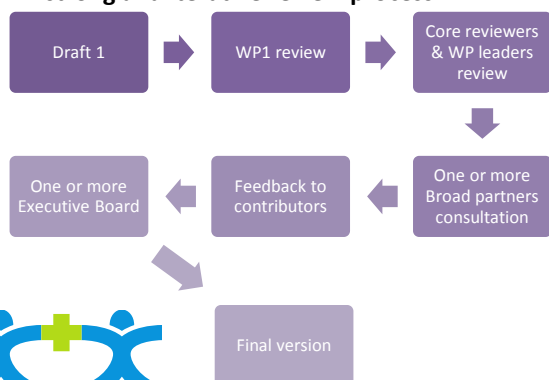 Draft 1
WP1 review
Core reviewers
& WP leaders
review
One or more
Executive Board
Feedback to
contributors
One or more
Broad partners
consultation
Final version